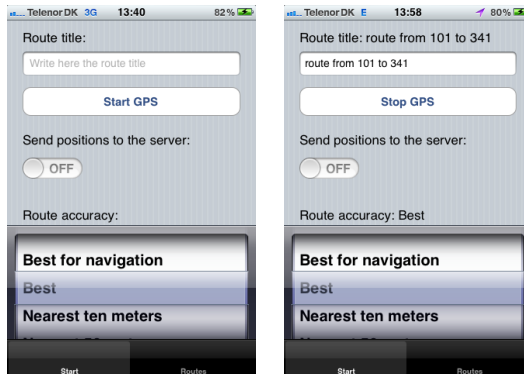 Telenor DK 3G 13:40 82%
Route title:
Write here the route title
Start GPS
Send positions to the server:
OFF
Route accuracy:
Best for navigation
Best
Nearest ten meters
Start Routes
Telenor DK E 13:58 80%
Route title: route from 101 to 341
route from 101 to 341
Stop GPS
Send positions to the server:
OFF
Route accuracy: Best
Best for navigation
Best
Nearest ten meters
Start Routes